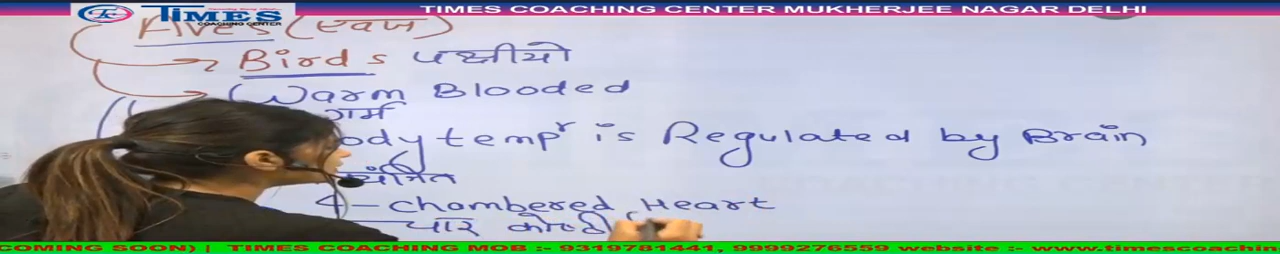 TIMES COACHING CENTER
TIMES COACHING CENTER MUKHERJEE NAGAR DELHI
Aves (एवज)
Birds पक्षीयो
Warm Blooded
गर्म
ody tempr is Regulated by Brain
यंत्रित
4-chambered Heart
चार कोष्ठी
COMING SOON) | TIMES COACHING MOB :- 9319781441, 9999276559 website :- www.timescoachin